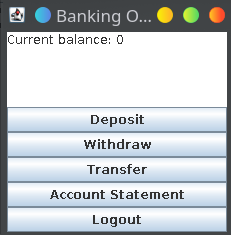 Banking O...
Current balance: 0
Deposit
Withdraw
Transfer
Account Statement
Logout